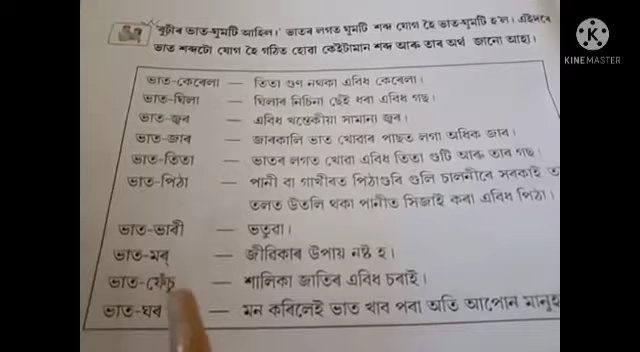 'বুঢ়ীৰ ভাত-ঘুমটি আহিল।' ভাতৰ লগত ঘুমটি শব্দ যোগ হৈ ভাত-ঘুমটি হ'ল। এইদৰে
ভাত শব্দটো যোগ হৈ গঠিত হোৱা কেইটামান শব্দ আৰু তাৰ অৰ্থ জানো আহা।
KINEMASTER
ভাত-কেৰেলা — তিতা গুণ নথকা এবিধ কেৰেলা।
ভাত-ঘিলা — ঘিলাৰ নিচিনা ছেই ধৰা এবিধ গছ।
ভাত-জ্বৰ — এবিধ খন্তেকীয়া সামান্য জ্বৰ।
ভাত-জাৰ — জাৰকালি ভাত খোৱাৰ পাছত লগা অধিক জাৰ।
ভাত-তিতা — ভাতৰ লগত খোৱা এবিধ তিতা গুটি আৰু তাৰ গছ।
ভাত-পিঠা — পানী বা গাখীৰত পিঠাগুৰি গুলি চালনীৰে সৰকাই ত
তলত উতলি থকা পানীত সিজাই কৰা এবিধ পিঠা।
ভাত-ভাৰী — ভতুৱা।
ভাত-মৰ্ — জীৱিকাৰ উপায় নষ্ট হ।
ভাত-ফেঁচু — শালিকা জাতিৰ এবিধ চৰাই।
ভাত-ঘৰ — মন কৰিলেই ভাত খাব পৰা অতি আপোন মানুহ